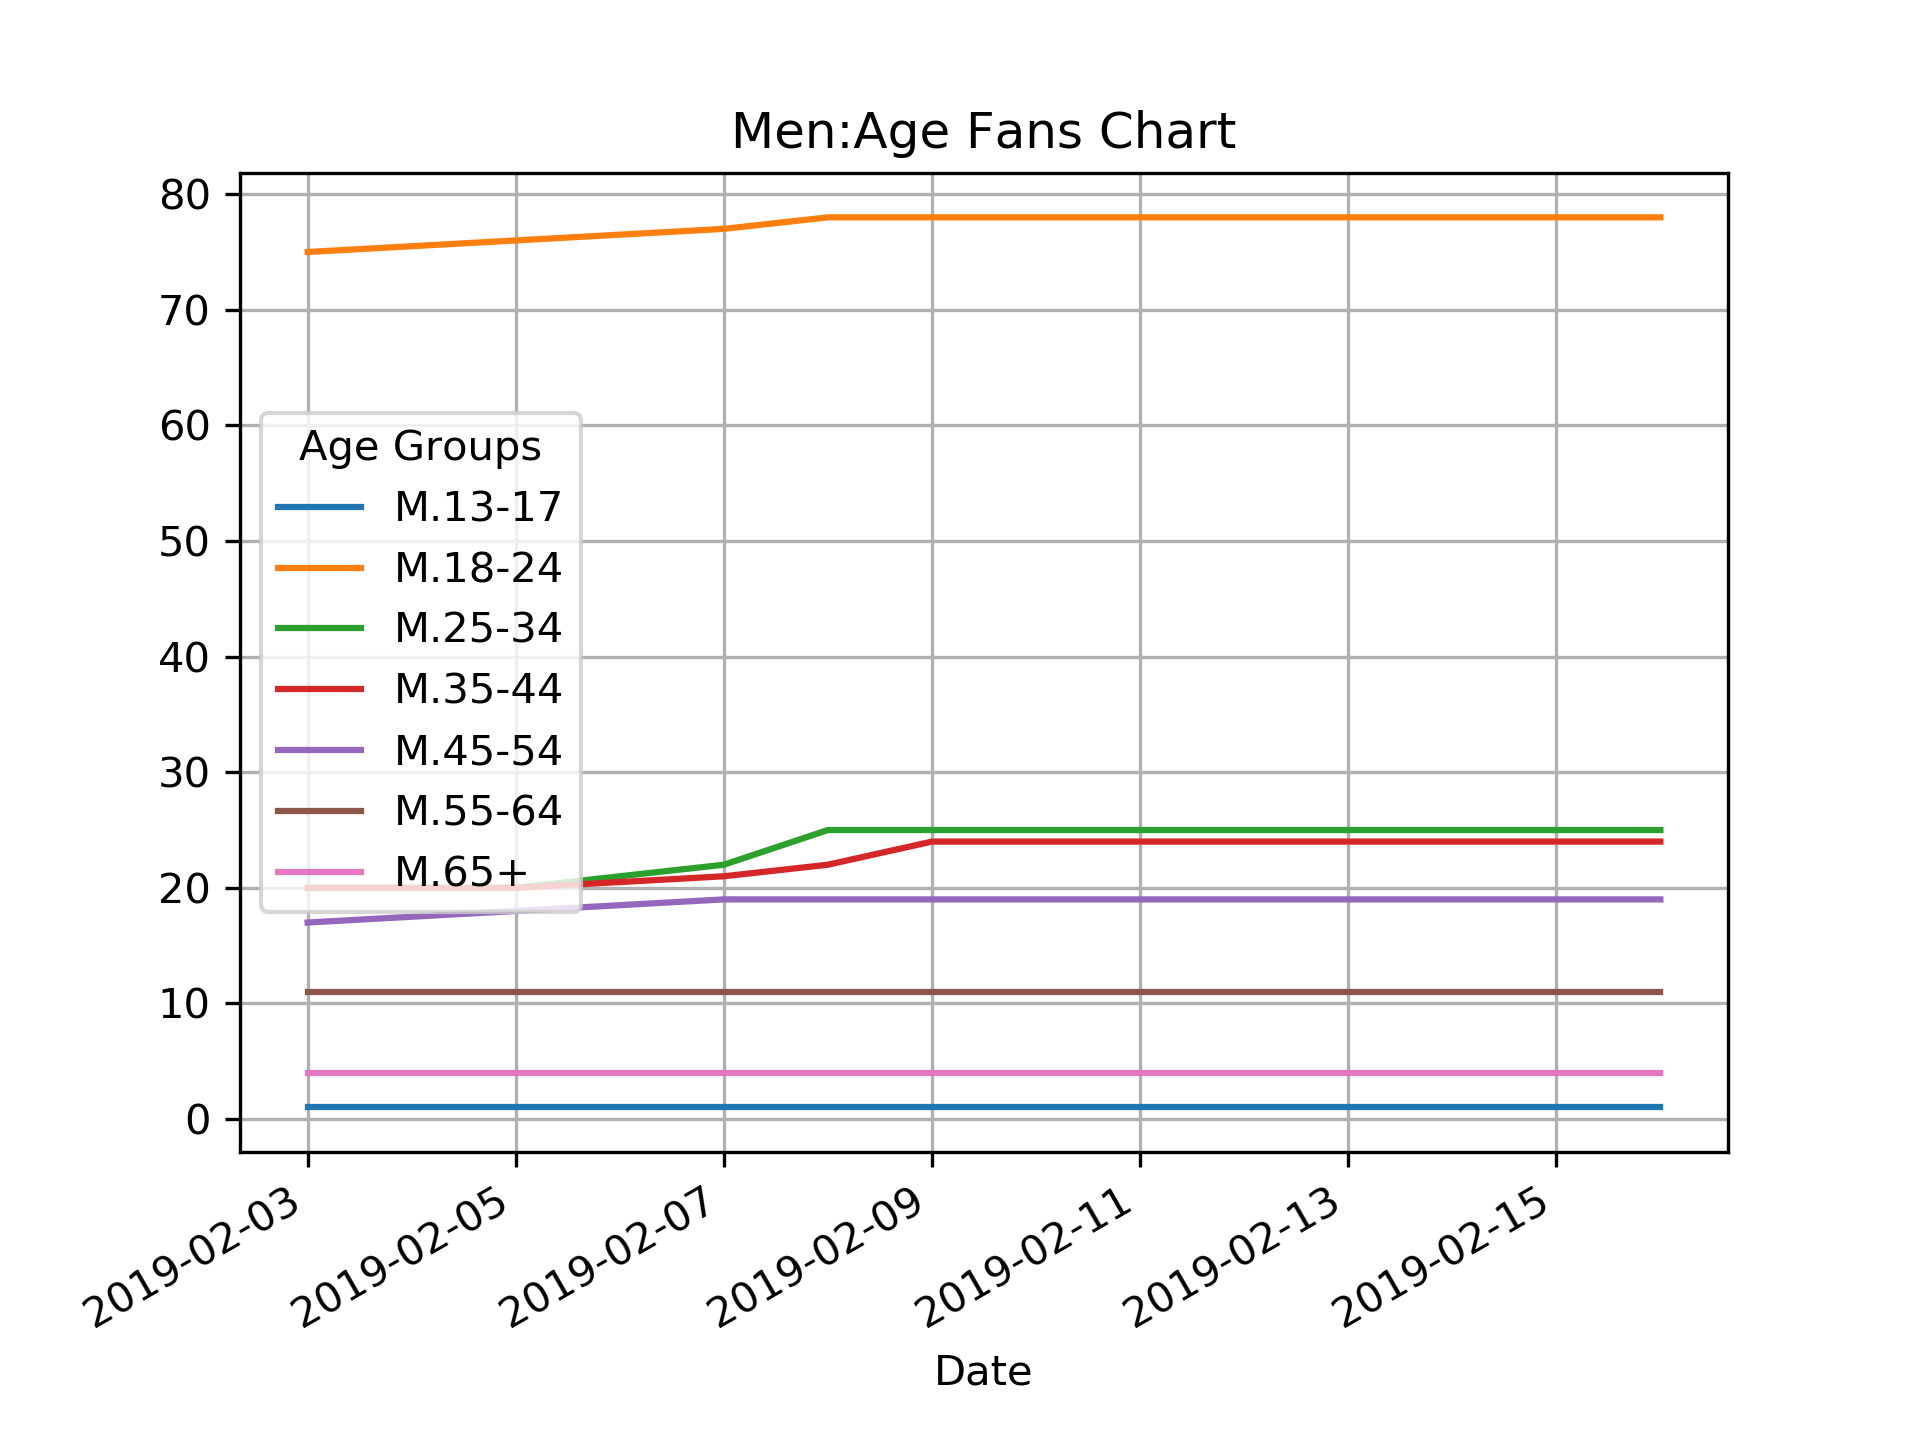 Men:Age Fans Chart
80
70
60
50
40
30
20
10
0
Age Groups
M.13-17
M.18-24
M.25-34
M.35-44
M.45-54
M.55-64
M.65+
2019-02-03
2019-02-05
2019-02-07
2019-02-09
2019-02-11
2019-02-13
2019-02-15
Date